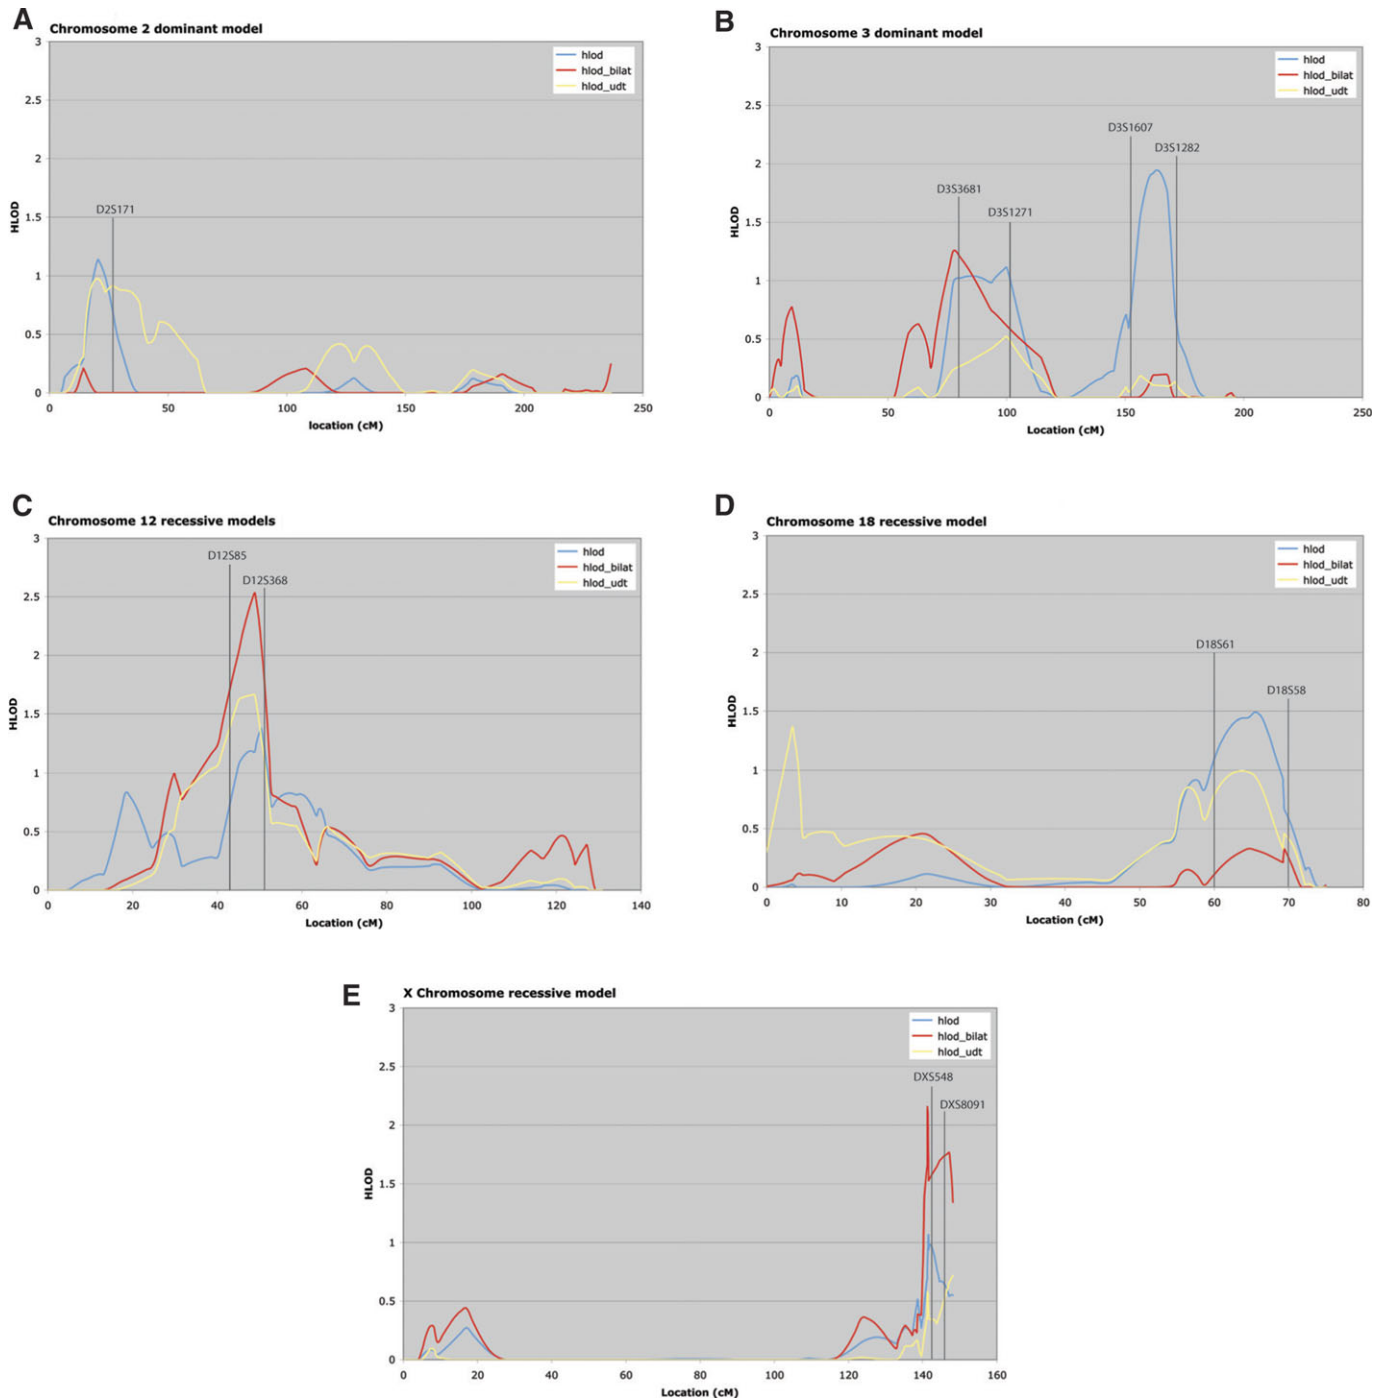 A
Chromosome 2 dominant model
3
2.5
2
1.5
1
0.5
0
HLOD
hlod
hlod_bilat
hlod_udt
D2S171
0 50 100 150 200 250
location (cM)
B
Chromosome 3 dominant model
3
2.5
2
1.5
1
0.5
0
HLOD
hlod
hlod_bilat
hlod_udt
D3S1607
D3S1282
D3S3681
D3S1271
0 50 100 150 200 250
Location (cM)
C
Chromosome 12 recessive models
3
2.5
2
1.5
1
0.5
0
HLOD
hlod
hlod_bilat
hlod_udt
D12S85
D12S368
0 20 40 60 80 100 120 140
Location (cM)
D
Chromosome 18 recessive model
3
2.5
2
1.5
1
0.5
0
HLOD
hlod
hlod_bilat
hlod_udt
D18S61
D18S58
0 10 20 30 40 50 60 70 80
Location (cM)
E
X Chromosome recessive model
3
2.5
2
1.5
1
0.5
0
HLOD
hlod
hlod_bilat
hlod_udt
DXS548
DXS8091
0 20 40 60 80 100 120 140 160
Location (cM)